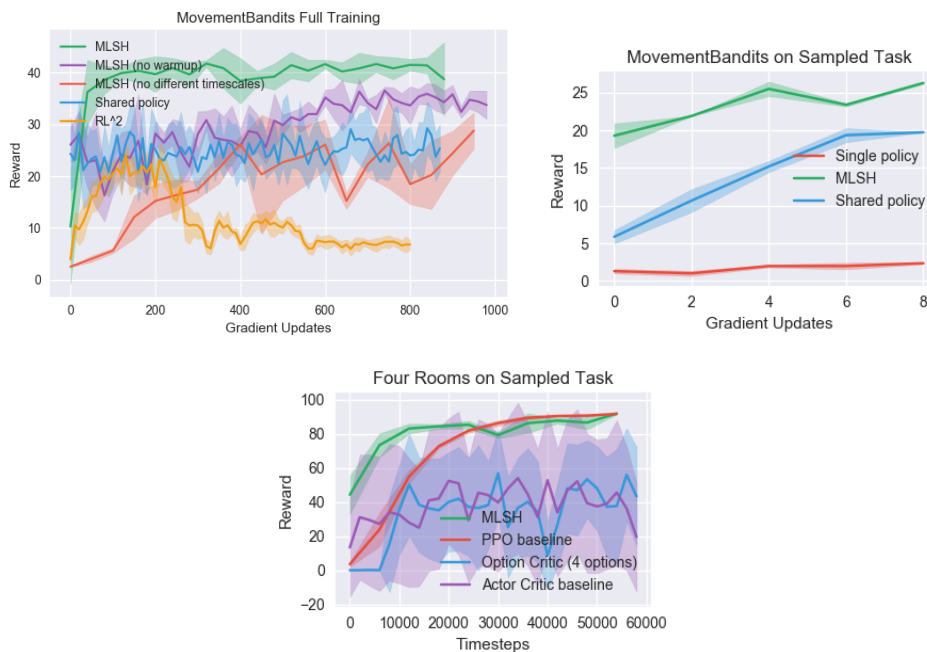 MovementBandits Full Training
MLSH
MLSH (no warmup)
MLSH (no different timescales)
Shared policy
RL^2
Reward
40
30
20
10
0
0 200 400 600 800 1000
Gradient Updates
MovementBandits on Sampled Task
Single policy
MLSH
Shared policy
Reward
25
20
15
10
5
0
0 2 4 6 8
Gradient Updates
Four Rooms on Sampled Task
MLSH
PPO baseline
Option Critic (4 options)
Actor Critic baseline
Reward
100
80
60
40
20
0
−20
0 10000 20000 30000 40000 50000 60000
Timesteps